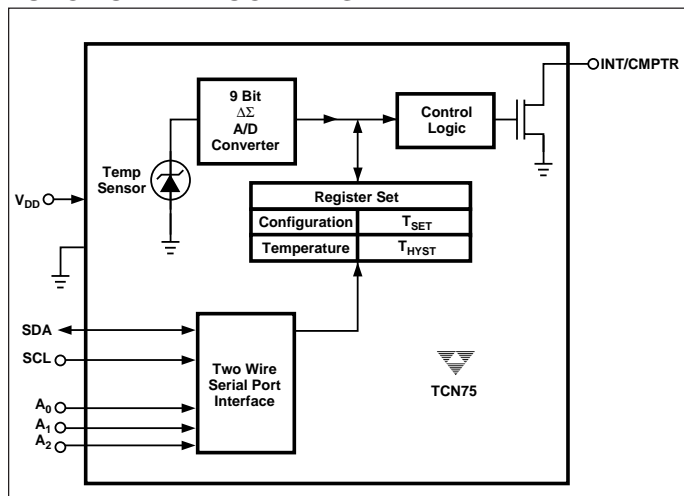 INT/CMPTR
9 Bit
ΔΣ
A/D
Converter
Control
Logic
Temp
Sensor
VDD
Register Set
Configuration TSET
Temperature THYST
SDA
SCL
Two Wire
Serial Port
Interface
A0
A1
A2
TCN75